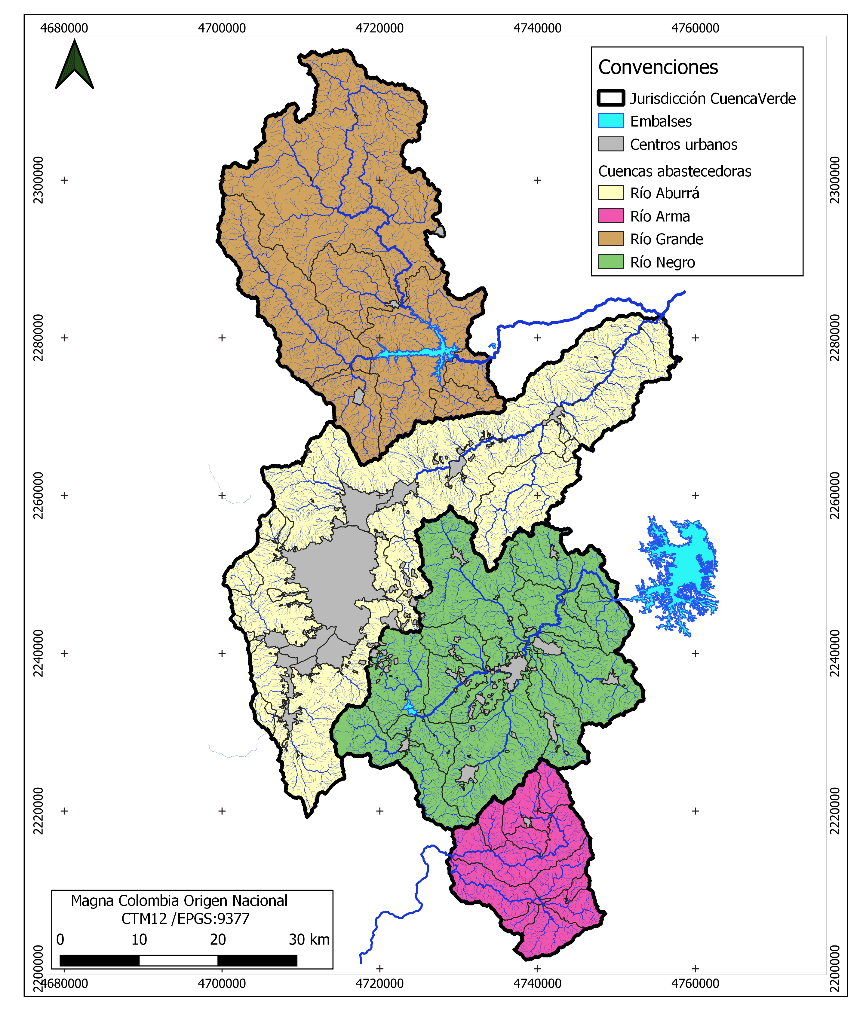 4680000 4700000 4720000 4740000 4760000
Convenciones
Jurisdicción CuencaVerde
Embalses
Centros urbanos
Cuencas abastecedoras
Río Aburrá
Río Arma
Río Grande
Río Negro
2300000 2300000
2280000 2280000
2260000 2260000
2240000 2240000
2220000 2220000
2200000 2200000
Magna Colombia Origen Nacional
CTM12 /EPGS:9377
0 10 20 30 km
4680000 4700000 4720000 4740000 4760000